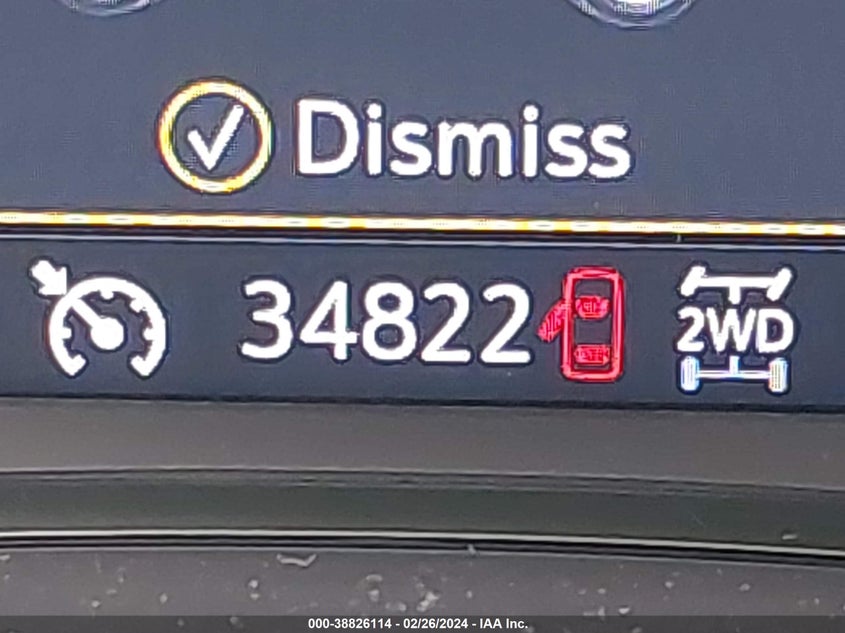 Dismiss
34822
2WD
000-38826114 - 02/26/2024 - IAA Inc.